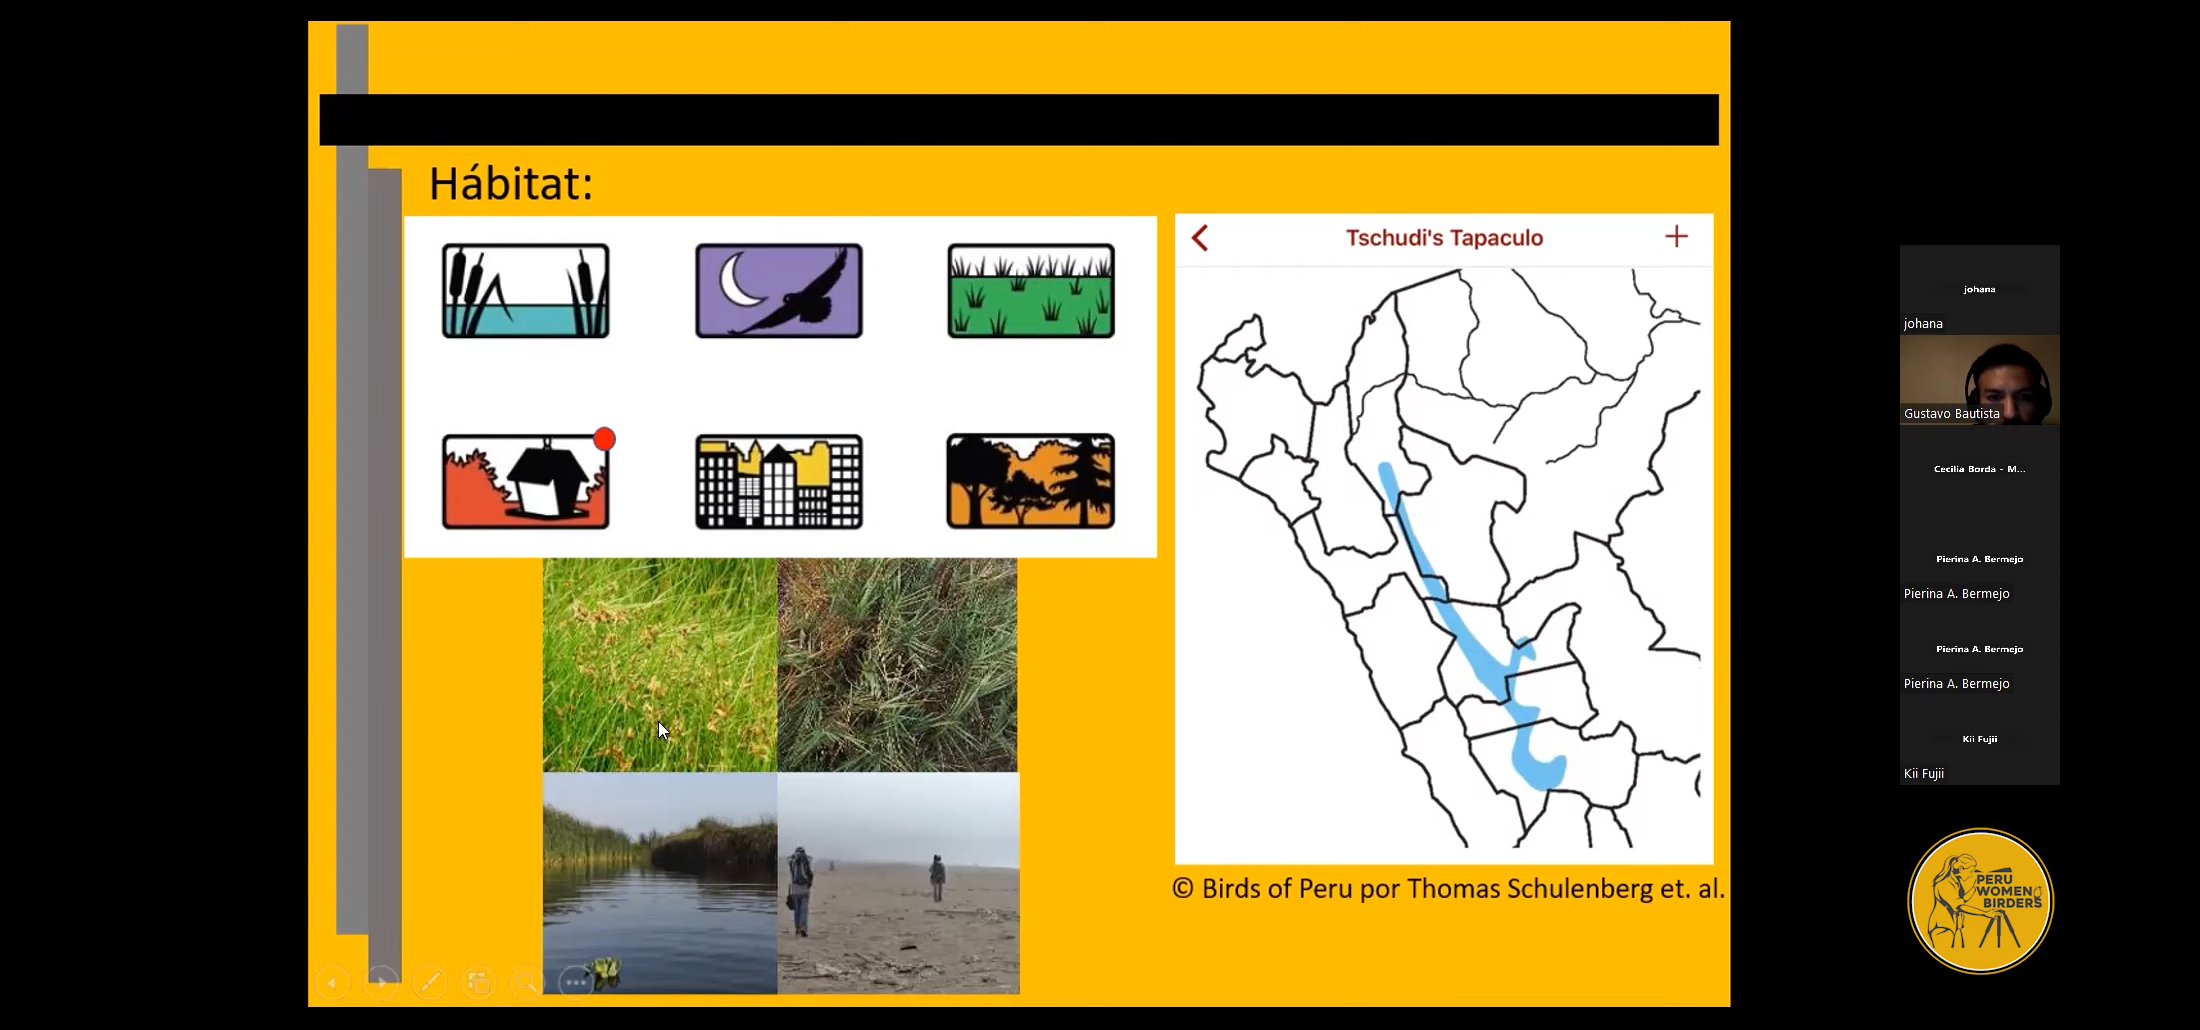 Hábitat:
Tschudi's Tapaculo
© Birds of Peru por Thomas Schulenberg et. al.
johana
johana
Gustavo Bautista
Cecilia Borda - M...
Pierina A. Bermejo
Pierina A. Bermejo
Pierina A. Bermejo
Pierina A. Bermejo
Kii Fujii
Kii Fujii
PERU
WOMEN
BIRDERS